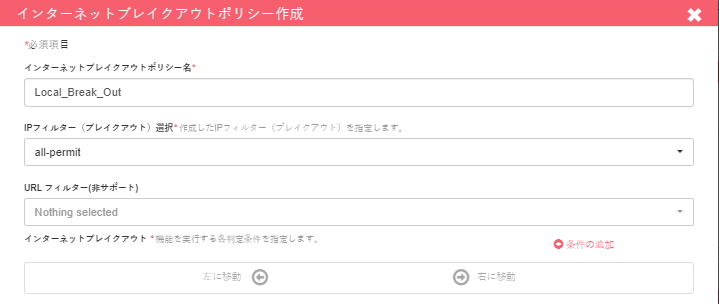 インターネットブレイクアウトポリシー作成
*必須項目
インターネットブレイクアウトポリシー名*
Local_Break_Out
IPフィルター（ブレイクアウト）選択*作成したIPフィルター（ブレイクアウト）を指定します。
all-permit
URL フィルター(非サポート)
Nothing selected
インターネットブレイクアウト *機能を実行する各判定条件を指定します。
条件の追加
左に移動
右に移動